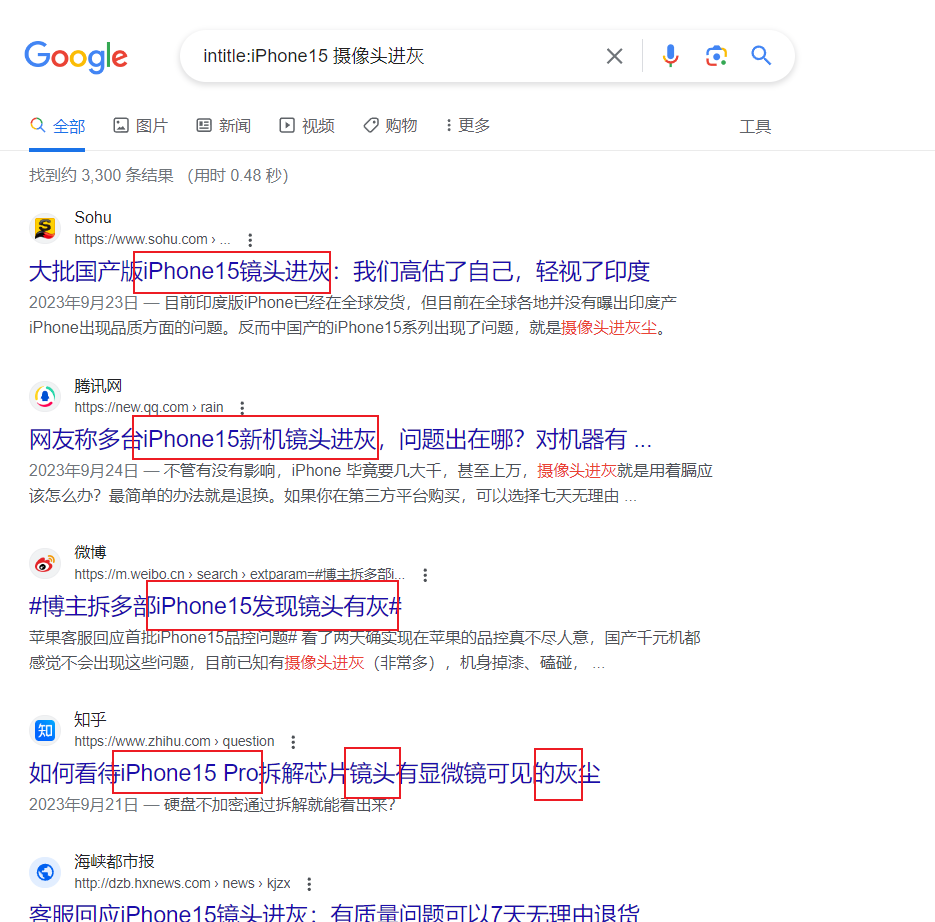 Google
intitle:iPhone15 摄像头进灰
全部 图片 新闻 视频 购物 更多 工具
找到约 3,300 条结果 （用时 0.48 秒）
Sohu
https://www.sohu.com › ...
大批国产版iPhone15镜头进灰：我们高估了自己，轻视了印度
2023年9月23日 — 目前印度版iPhone已经在全球发货，但目前在全球各地并没有曝出印度产
iPhone出现品质方面的问题。反而中国产的iPhone15系列出现了问题，就是摄像头进灰尘。
腾讯网
https://new.qq.com › rain
网友称多台iPhone15新机镜头进灰，问题出在哪？对机器有 ...
2023年9月24日 — 不管有没有影响，iPhone 毕竟要几大千，甚至上万，摄像头进灰就是用着膈应
该怎么办？最简单的办法就是退换。如果你在第三方平台购买，可以选择七天无理由 ...
微博
https://m.weibo.cn › search › extparam=#博主拆多部i...
#博主拆多部iPhone15发现镜头有灰#
苹果客服回应首批iPhone15品控问题# 看了两天确实现在苹果的品控真不尽人意，国产千元机都
感觉不会出现这些问题，目前已知有摄像头进灰（非常多），机身掉漆、磕碰， ...
知 知乎
https://www.zhihu.com › question
如何看待iPhone15 Pro拆解芯片镜头有显微镜可见的灰尘
2023年9月21日 — 硬盘不加密通过拆解就能看出来？
海峡都市报
http://dzb.hxnews.com › news › kjzx
客服回应iPhone15镜头进灰：有质量问题可以7天无理由退货